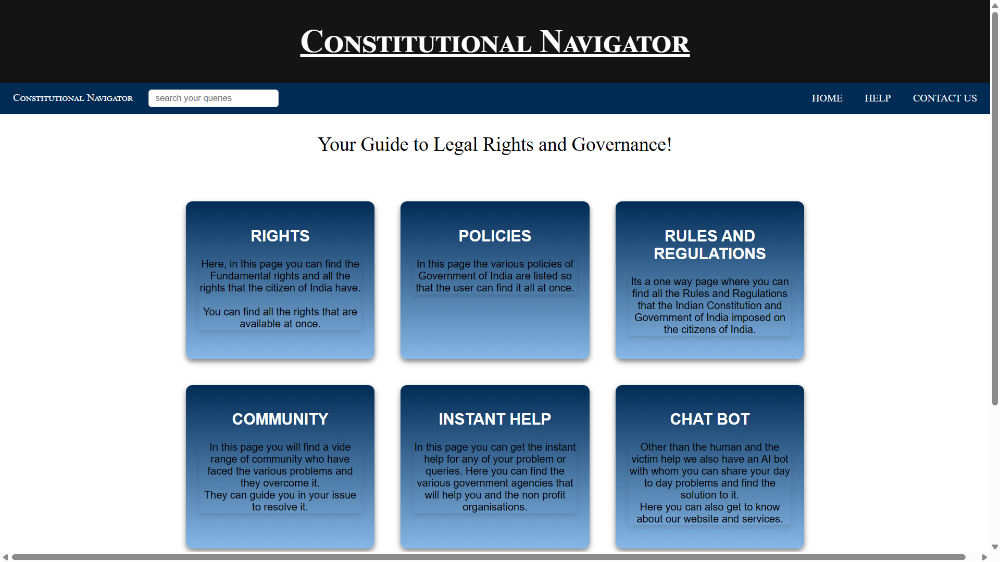 Constitutional Navigator
Constitutional Navigator
search your queries
HOME
HELP
CONTACT US
Your Guide to Legal Rights and Governance!
RIGHTS
Here, in this page you can find the
Fundamental rights and all the
rights that the citizen of India have.
You can find all the rights that are
available at once.
POLICIES
In this page the various policies of
Government of India are listed so
that the user can find it all at once.
RULES AND
REGULATIONS
Its a one way page where you can
find all the Rules and Regulations
that the Indian Constitution and
Government of India imposed on
the citizens of India.
COMMUNITY
In this page you will find a vide
range of community who have
faced the various problems and
they overcome it.
They can guide you in your issue
to resolve it.
INSTANT HELP
In this page you can get the instant
help for any of your problem or
queries. Here you can find the
various government agencies that
will help you and the non profit
organisations.
CHAT BOT
Other than the human and the
victim help we also have an AI bot
with whom you can share your day
to day problems and find the
solution to it.
Here you can also get to know
about our website and services.